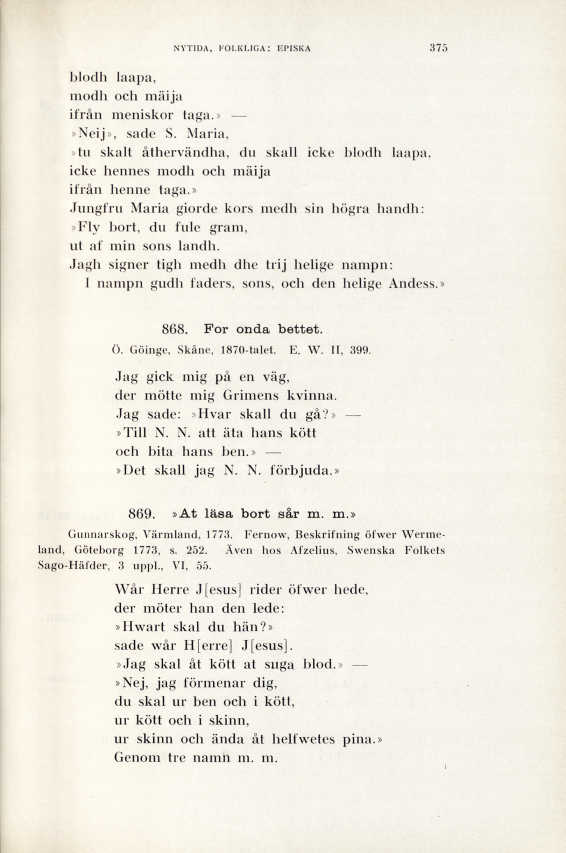 NYTIDA, FOLKLIGA: EPISKA 375
blodh laapa,
modh och mäija
ifrån meniskor taga.» —
»Neij», sade S. Maria,
»tu skalt åthervändha, du skall icke blodh laapa,
icke hennes modh och mäija
ifrån henne taga.»
Jungfru Maria giorde kors medh sin högra handh:
»Fly bort, du fule gram,
ut af min sons landh.
Jagh signer tigh medh dhe trij helige nampn:
I nampn gudh faders, sons, och den helige Andess.»
868. For onda bettet.
Ö. Göinge, Skåne, 1870-talet. E. W. II, 399.
Jag gick mig på en väg,
der mötte mig Grimens kvinna.
Jag sade: »Hvar skall du gå?» —
»Till N. N. att äta hans kött
och bita hans ben.» —
»Det skall jag N. N. förbjuda.»
869. »At läsa bort sår m. m.»
Gunnarskog, Värmland, 1773. Fernow, Beskrifning öfwer Werme-
land, Göteborg 1773, s. 252. Även hos Afzelius, Swenska Folkets
Sago-Häfder, 3 uppl., VI, 55.
Wår Herre J[esus] rider öfwer hede,
der möter han den lede:
»Hwart skal du hän?»
sade wår H[erre] J[esus].
»Jag skal åt kött at suga blod.» —
»Nej, jag förmenar dig,
du skal ur ben och i kött,
ur kött och i skinn,
ur skinn och ända åt helfwetes pina.»
Genom tre namn m. m.